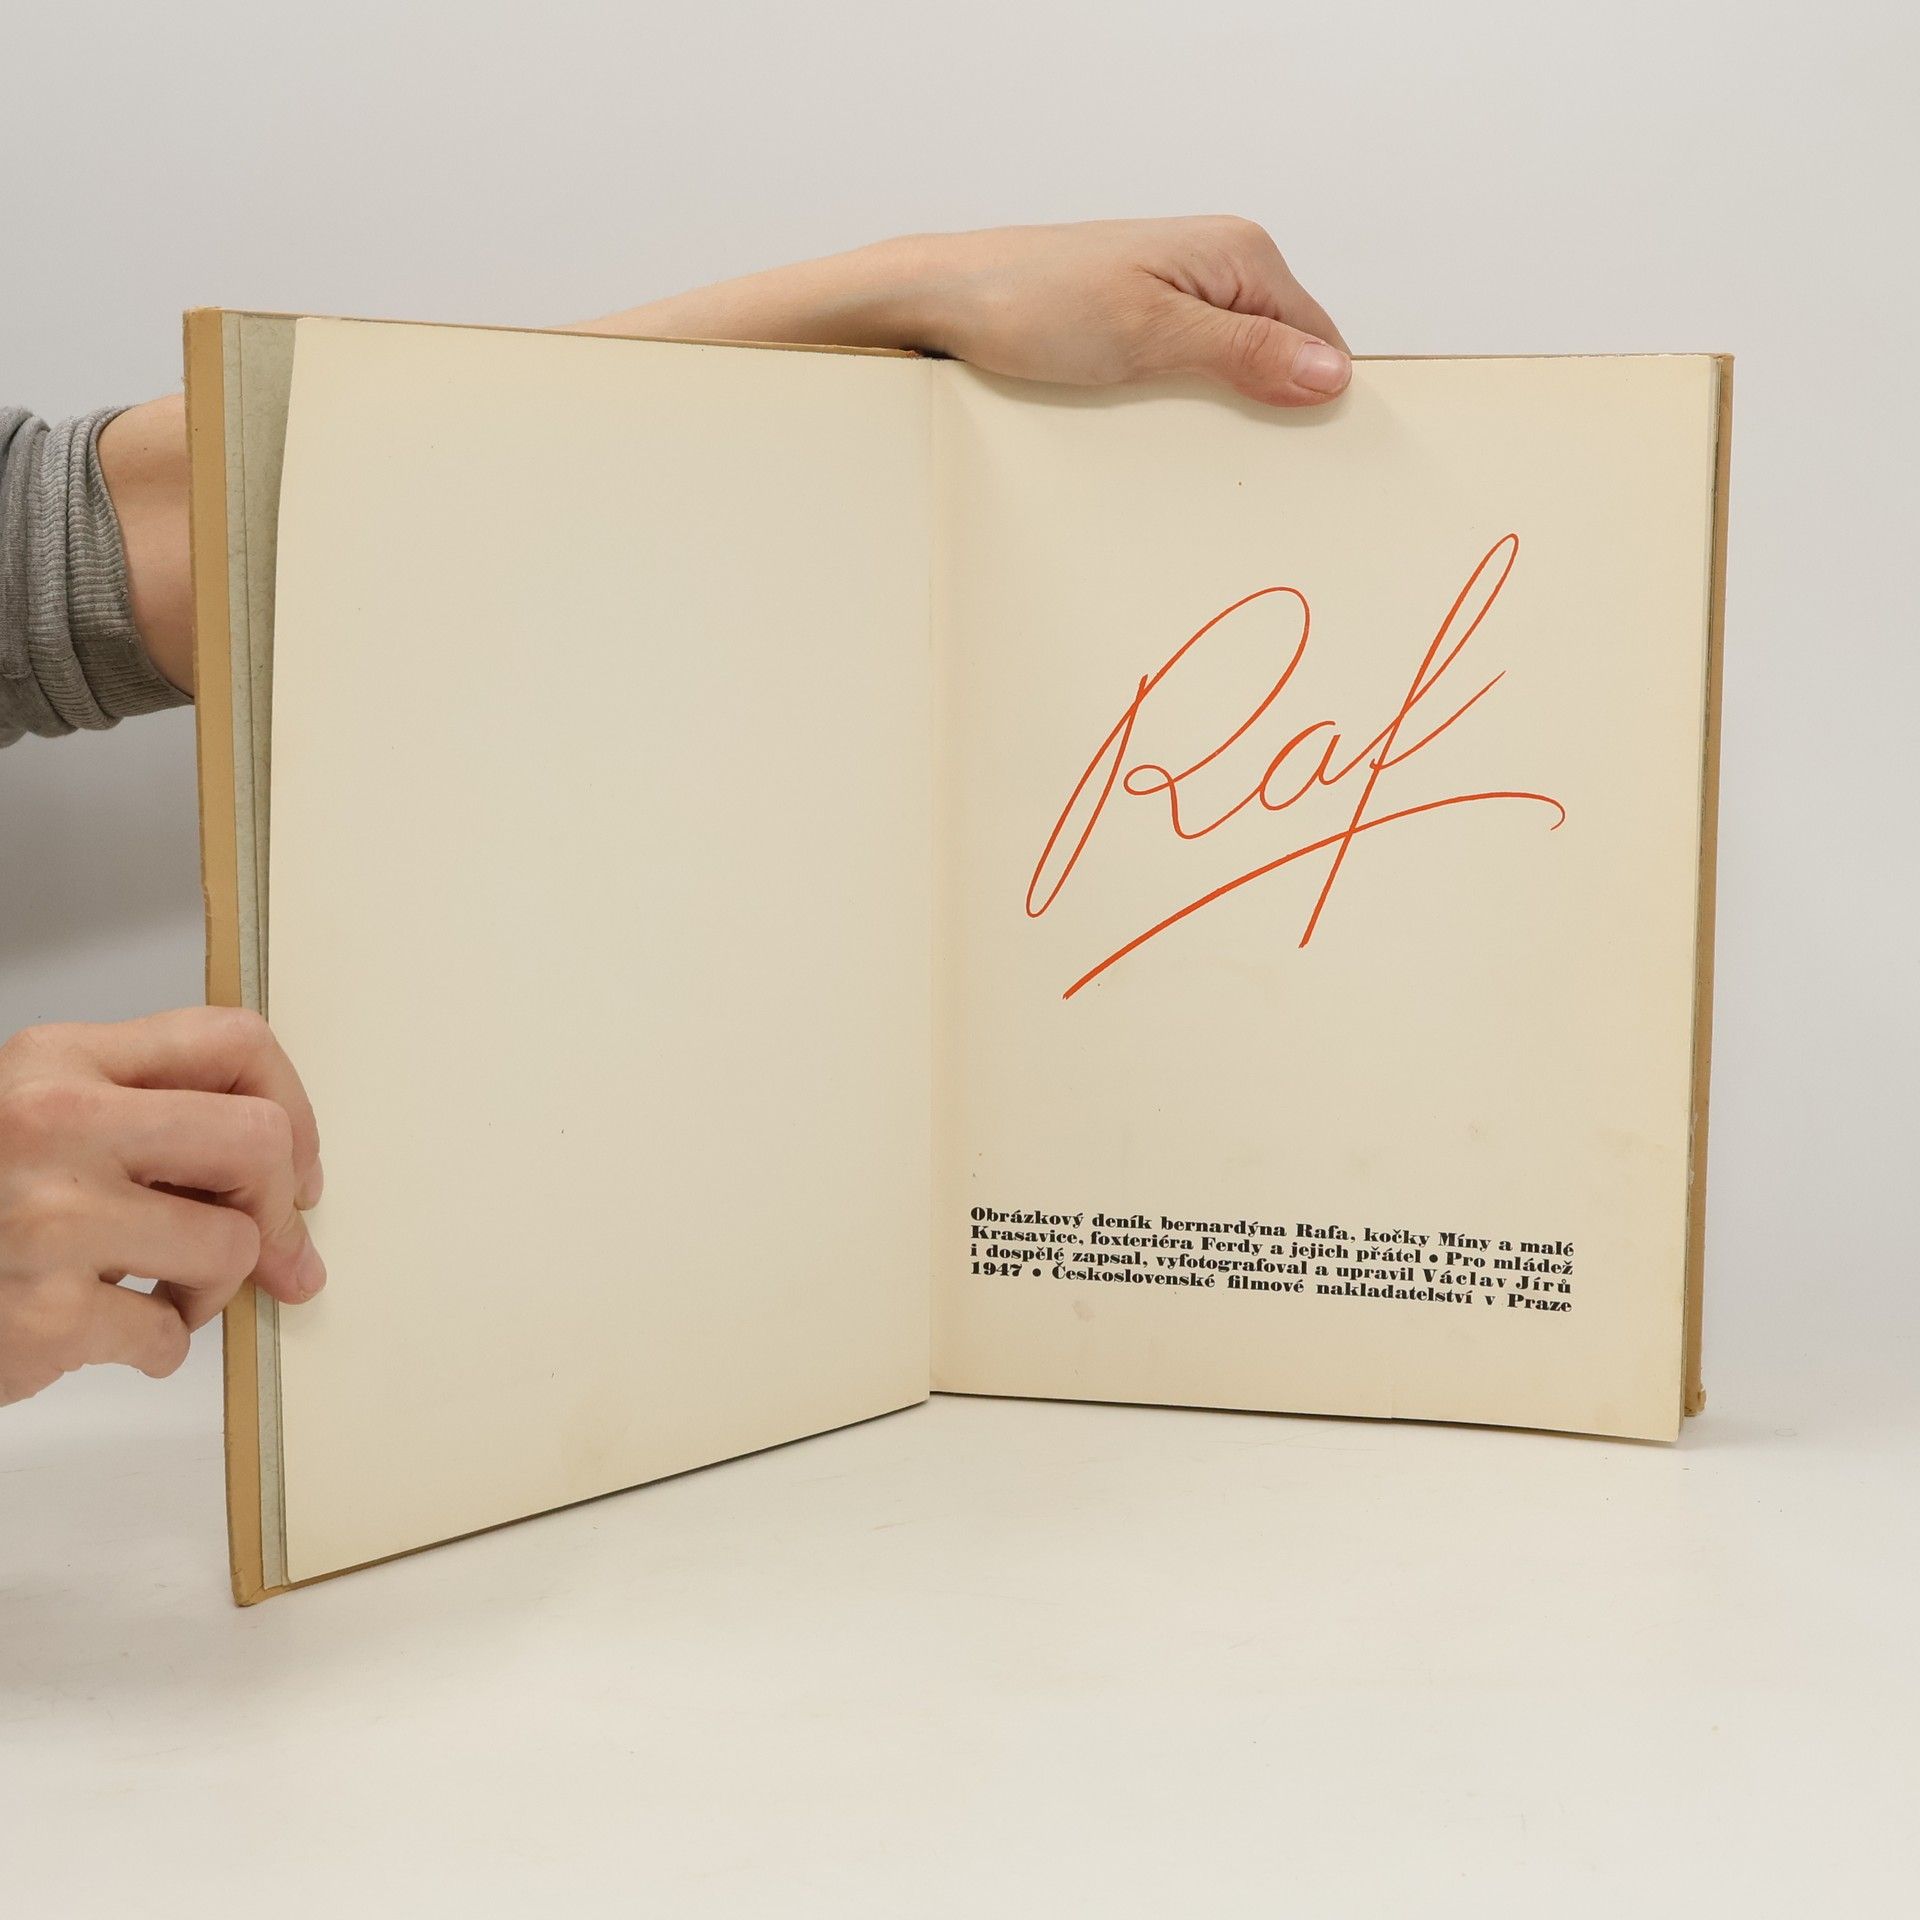 Raf
Obrázkový deník bernardýna Rafa, kočky Míny a malé
Krasavice, foxteriéra Ferdy a jejich přátel • Pro mládež
i dospělé zapsal, vyfotografoval a upravil Václav Jírů
1947 • Československé filmové nakladatelství v Praze